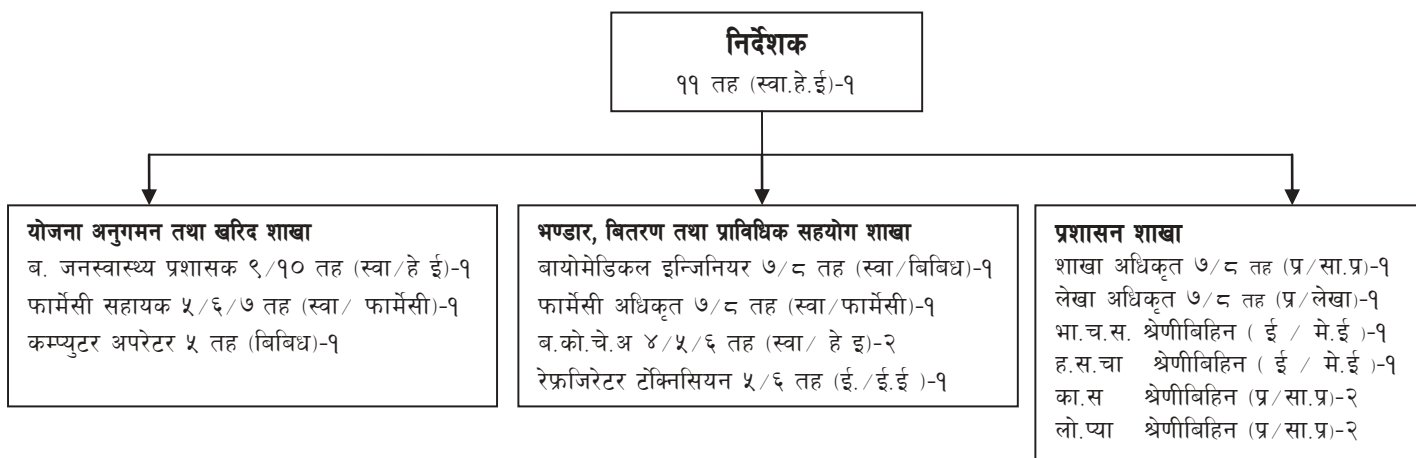 निर्देशक
११ तह (स्वा.हे.ई)-१
योजना अनुगमन तथा खरिद शाखा
ब. जनस्वास्थ्य प्रशासक ९/१० तह (स्वा/हे ई)-१
फार्मेसी सहायक ५/६/७ तह (स्वा/ फार्मेसी)-१
कम्प्युटर अपरेटर ५ तह (बिबिध)-१
भण्डार, बितरण तथा प्राविधिक सहयोग शाखा
बायोमेडिकल इन्जिनियर ७/८ तह (स्वा/बिबिध)-१
फार्मेसी अधिकृत ७/८ तह (स्वा/फार्मेसी)-१
ब.को.चे.अ ४/५/६ तह (स्वा/ हे इ)-२
रेफ्रजिरेटर टेक्निसियन ५/६ तह (ई./ई.ई )-१
प्रशासन शाखा
शाखा अधिकृत ७/८ तह (प्र/सा.प्र)-१
लेखा अधिकृत ७/८ तह (प्र/लेखा)-१
भा.च.स. श्रेणीबिहिन ( ई / मे.ई )-१
ह.स.चा श्रेणीबिहिन ( ई / मे.ई )-१
का.स श्रेणीबिहिन (प्र/सा.प्र)-२
लो.प्या श्रेणीबिहिन (प्र/सा.प्र)-२